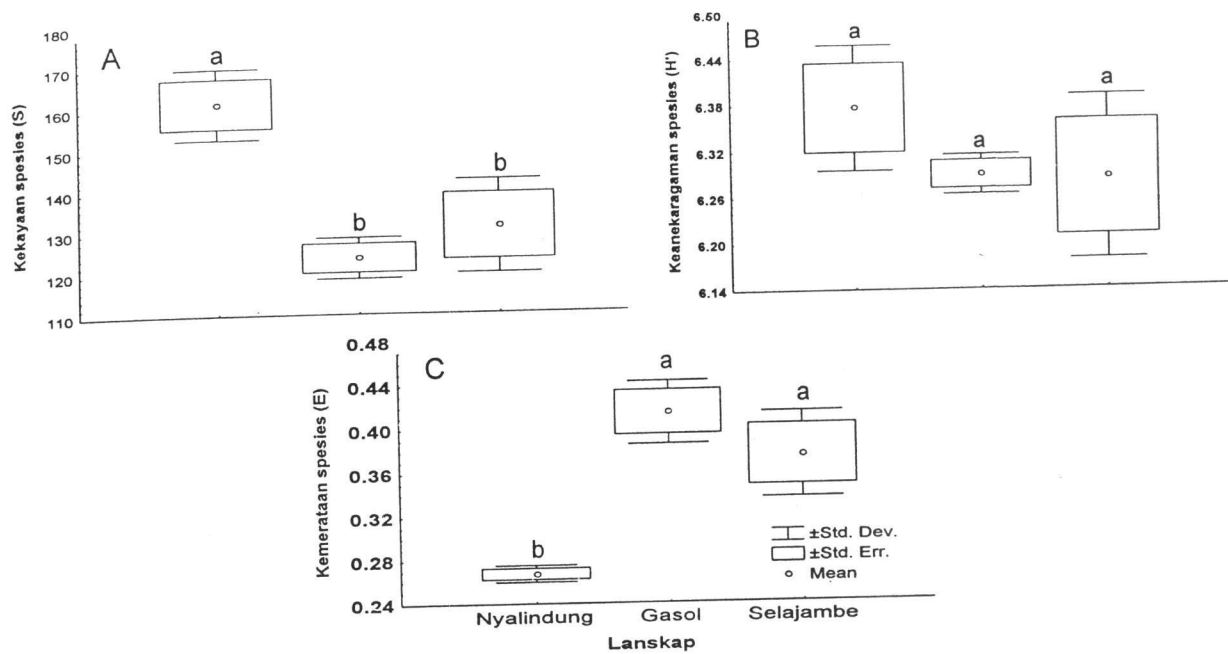 A
Kekayaan spesies (S)
180
170
160
150
140
130
120
110
a
b
b
B
Keanekaragaman spesies (H')
6.50
6.44
6.38
6.32
6.26
6.20
6.14
a
a
a
C
Kemerataan spesies (E)
0.48
0.44
0.40
0.36
0.32
0.28
0.24
b
a
a
±Std. Dev.
±Std. Err.
Mean
Nyalindung Gasol Selajambe
Lanskap